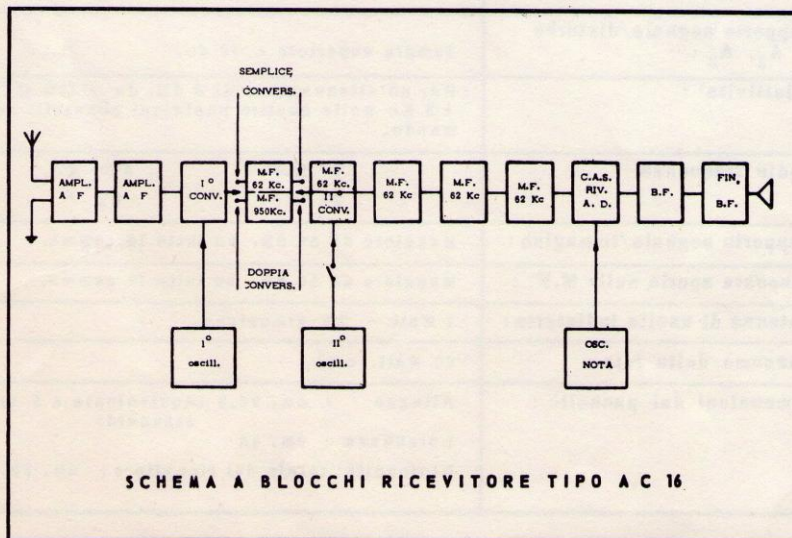 SEMPLICE
CONVERS.
AMPL.
A F
AMPL.
A F
I° CONV.
M.F.
62 Kc.
M.F.
950Kc.
M.F.
62 Kc.
II° CONV.
M.F.
62 Kc
M.F.
62 Kc
M.F.
62 Kc
C.A.S.
RIV.
A. D.
B.F.
FIN.
B.F.
DOPPIA
CONVERS.
I°
oscill.
II°
oscill.
OSC.
NOTA
SCHEMA A BLOCCHI RICEVITORE TIPO AC 16